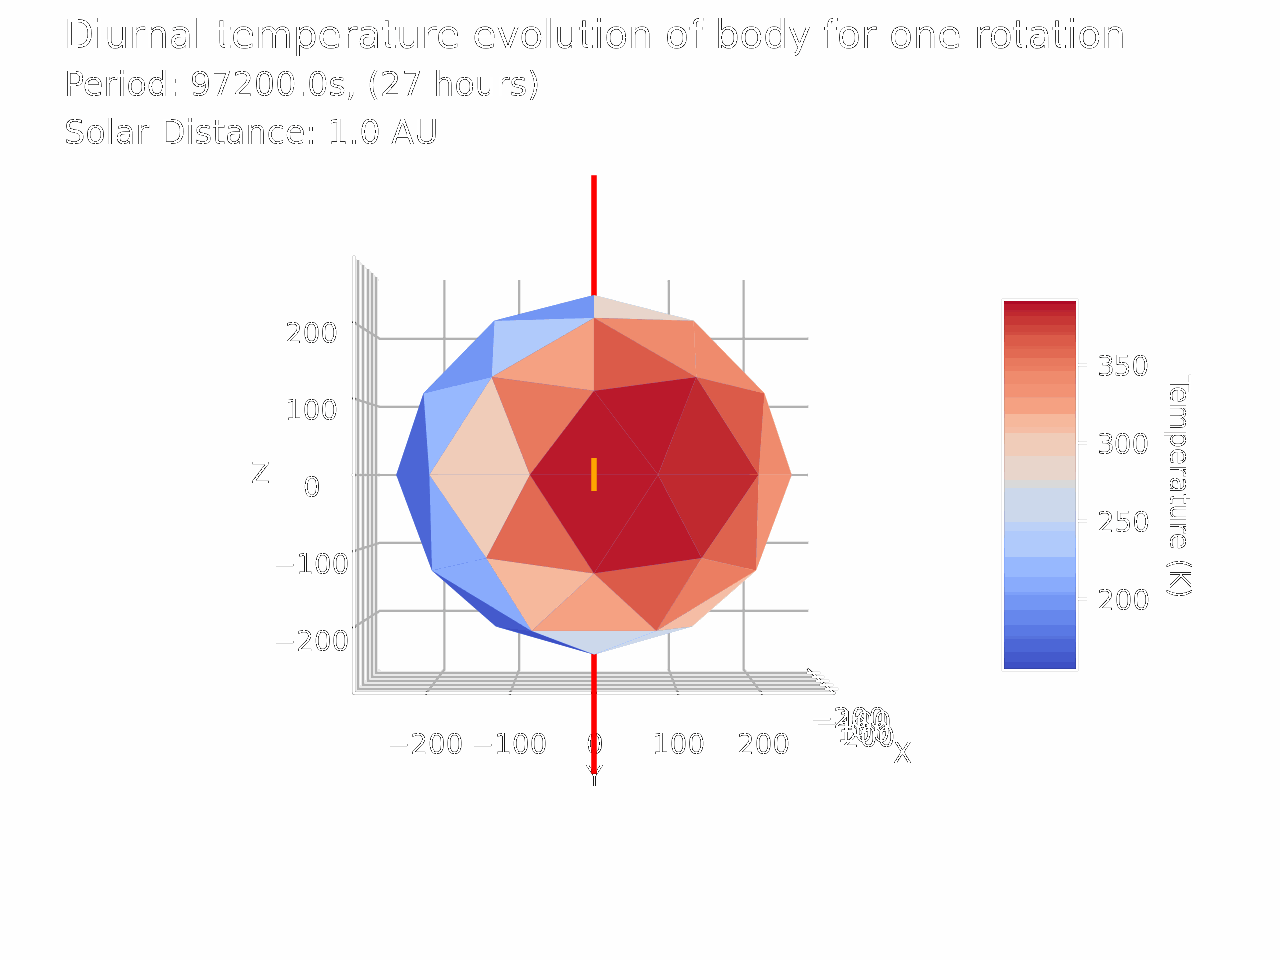 Diurnal temperature evolution of body for one rotation
Period: 97200.0s, (27 hours)
Solar Distance: 1.0 AU
200
100
Z
0
−100
−200
−200 −100 0 100 200
Y
−200
X
350
300
250
200
Temperature (K)